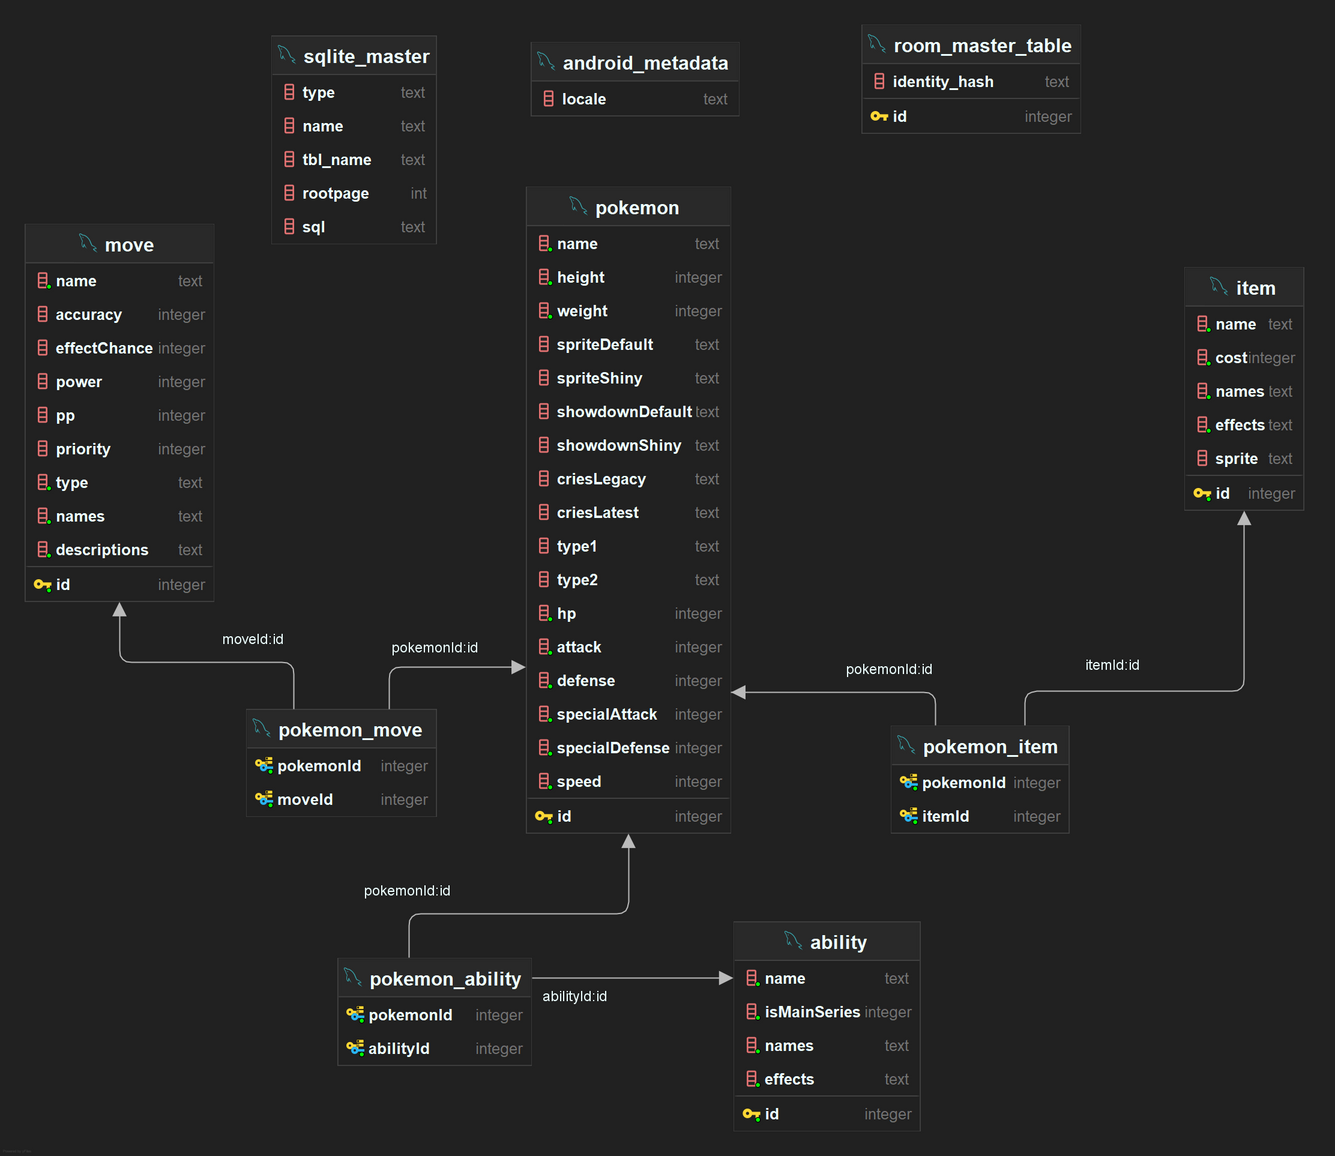 sqlite_master
type text
name text
tbl_name text
rootpage int
sql text
android_metadata
locale text
room_master_table
identity_hash text
id integer
move
name text
accuracy integer
effectChance integer
power integer
pp integer
priority integer
type text
names text
descriptions text
id integer
pokemon
name text
height integer
weight integer
spriteDefault text
spriteShiny text
showdownDefault text
showdownShiny text
criesLegacy text
criesLatest text
type1 text
type2 text
hp integer
attack integer
defense integer
specialAttack integer
specialDefense integer
speed integer
id integer
item
name text
cost integer
names text
effects text
sprite text
id integer
moveId:id
pokemonId:id
pokemonId:id
itemId:id
pokemon_move
pokemonId integer
moveId integer
pokemon_item
pokemonId integer
itemId integer
pokemonId:id
pokemon_ability
pokemonId integer
abilityId integer
abilityId:id
ability
name text
isMainSeries integer
names text
effects text
id integer